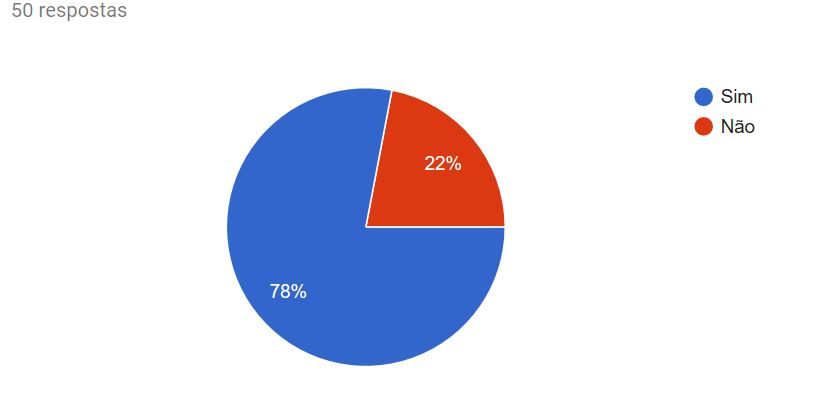 50 respostas
Sim
Não
22%
78%